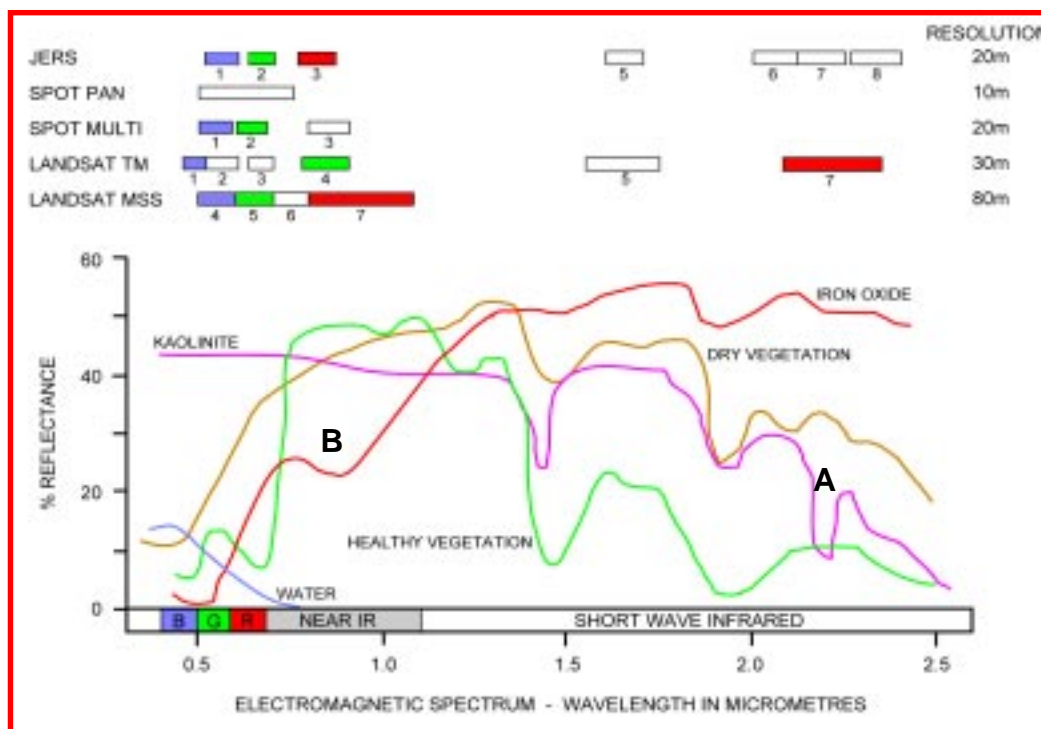 RESOLUTION
JERS 1 2 3 5 6 7 8 20m
SPOT PAN 10m
SPOT MULTI 1 2 3 20m
LANDSAT TM 1 2 3 4 5 7 30m
LANDSAT MSS 4 5 6 7 80m
60
IRON OXIDE
KAOLINITE
DRY VEGETATION
40
B
A
% REFLECTANCE
20
HEALTHY VEGETATION
WATER
0
B G R NEAR IR SHORT WAVE INFRARED
0.5 1.0 1.5 2.0 2.5
ELECTROMAGNETIC SPECTRUM - WAVELENGTH IN MICROMETRES